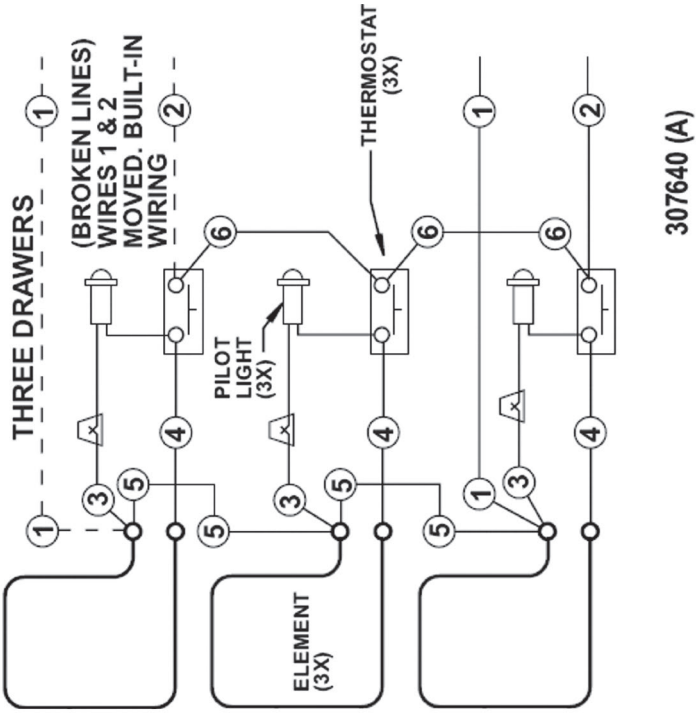 THREE DRAWERS
1
1
(BROKEN LINES)
WIRES 1 & 2
MOVED. BUILT-IN
WIRING
3
5
4
2
5
6
PILOT
LIGHT
(3X)
3
ELEMENT
(3X)
5
THERMOSTAT
(3X)
4
6
5
1
1
3
6
4
2
307640 (A)